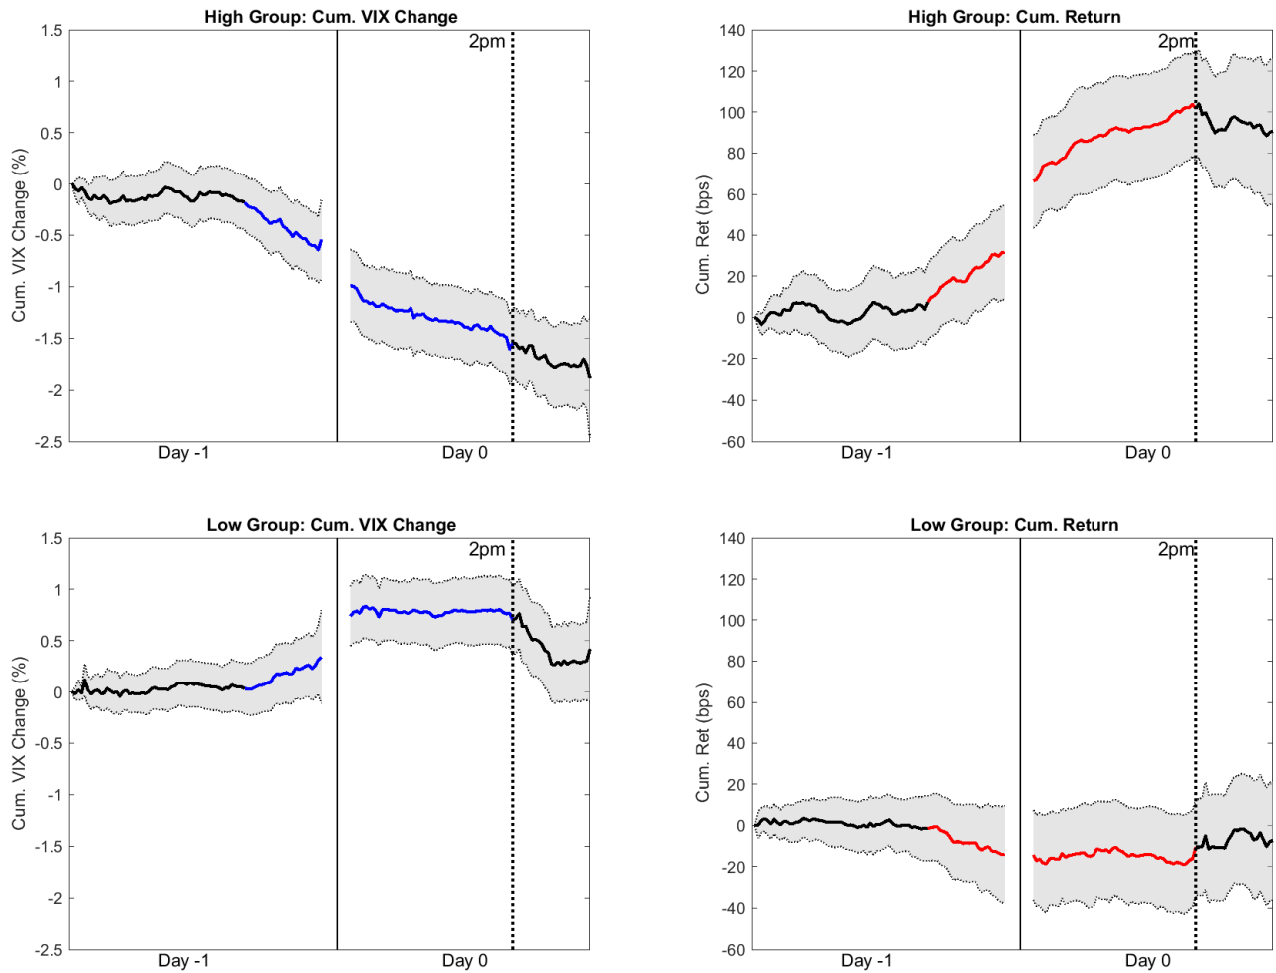 High Group: Cum. VIX Change
2pm
1.5
1
0.5
0
-0.5
-1
-1.5
-2
-2.5
Cum. VIX Change (%)
Day -1
Day 0
High Group: Cum. Return
2pm
140
120
100
80
60
40
20
0
-20
-40
-60
Cum. Ret (bps)
Day -1
Day 0
Low Group: Cum. VIX Change
2pm
1.5
1
0.5
0
-0.5
-1
-1.5
-2
-2.5
Cum. VIX Change (%)
Day -1
Day 0
Low Group: Cum. Return
2pm
140
120
100
80
60
40
20
0
-20
-40
-60
Cum. Ret (bps)
Day -1
Day 0